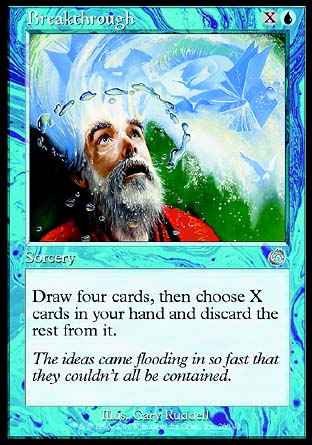 Breakthrough X
Sorcery
Draw four cards, then choose X
cards in your hand and discard the
rest from it.
The ideas came flooding in so fast that
they couldn't all be contained.
Illus. Gary Ruddell